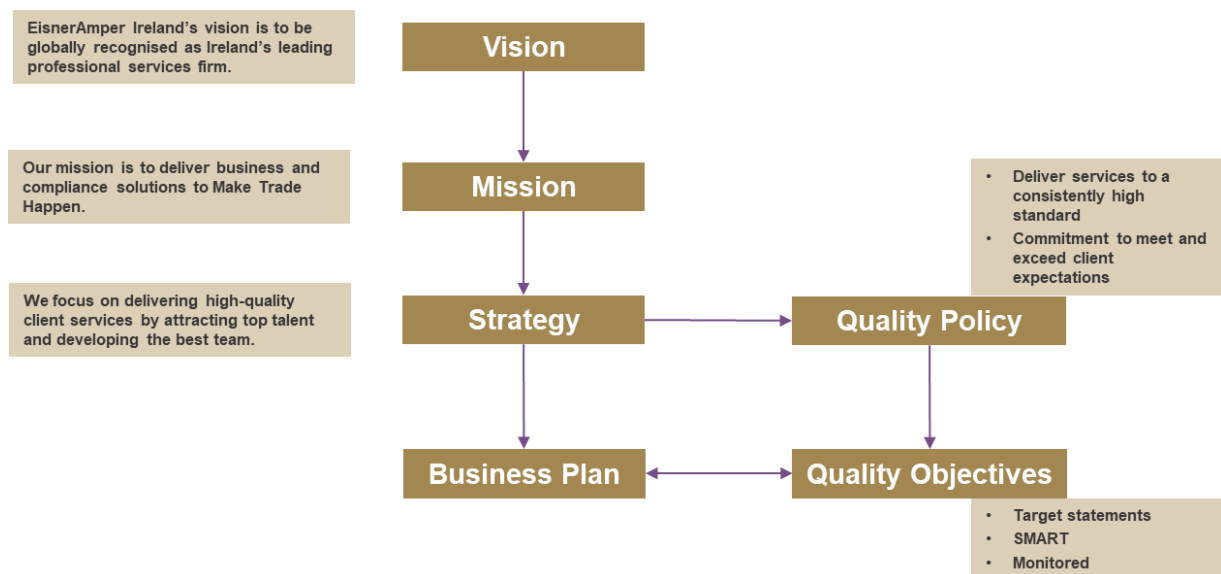 EisnerAmper Ireland’s vision is to be
globally recognised as Ireland’s leading
professional services firm.
Vision
Our mission is to deliver business and
compliance solutions to Make Trade
Happen.
Mission
• Deliver services to a
consistently high
standard
• Commitment to meet and
exceed client
expectations
We focus on delivering high-quality
client services by attracting top talent
and developing the best team.
Strategy
Quality Policy
Business Plan
Quality Objectives
• Target statements
• SMART
• Monitored